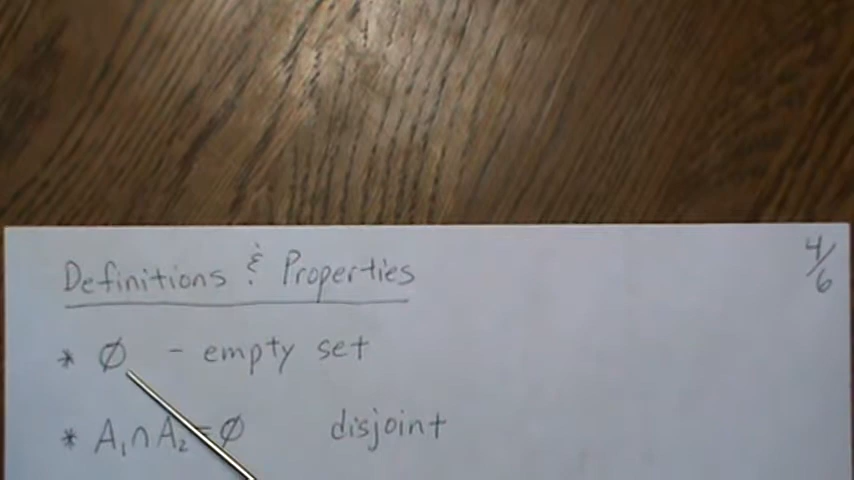 Definitions & Properties
4/6
* ∅ - empty set
* A₁∩A₂=∅ disjoint